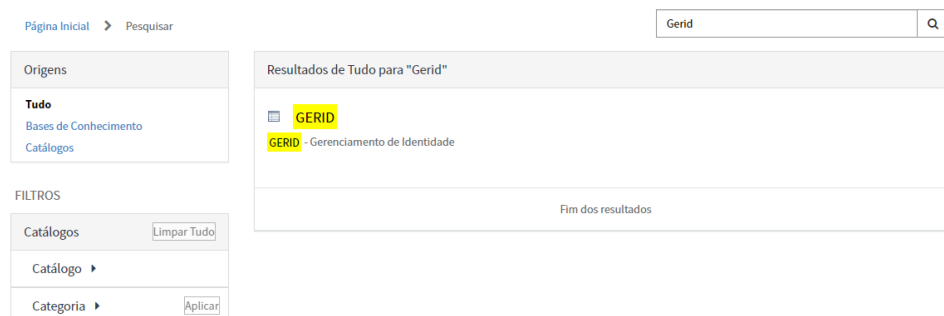 Página Inicial > Pesquisar
Gerid
Origens
Tudo
Bases de Conhecimento
Catálogos
FILTROS
Catálogos Limpar Tudo
Catálogo
Categoria Aplicar
Resultados de Tudo para "Gerid"
GERID
GERID - Gerenciamento de Identidade
Fim dos resultados